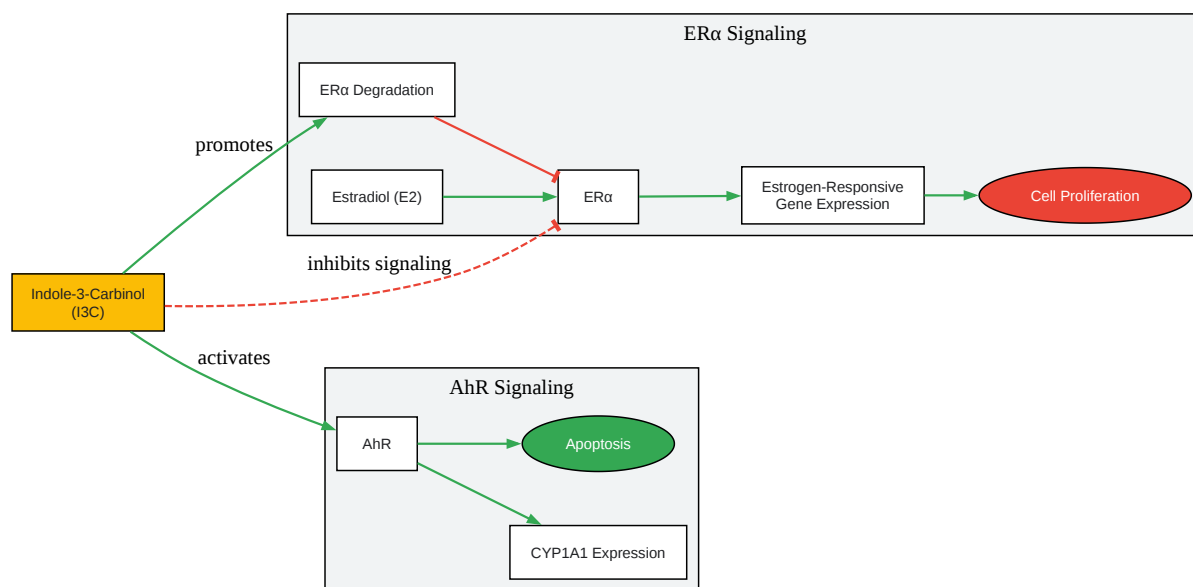 ERα Signaling
ERα Degradation
promotes
Estradiol (E2)
ERα
Estrogen-Responsive
Gene Expression
Cell Proliferation
inhibits signaling
Indole-3-Carbinol
(I3C)
activates
AhR Signaling
AhR
Apoptosis
CYP1A1 Expression